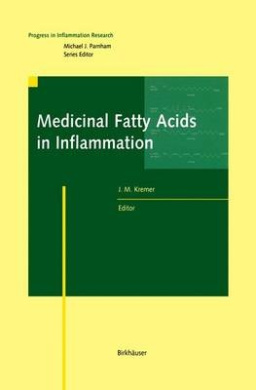 Progress in Inflammation Research
Michael J. Parnham
Series Editor
Medicinal Fatty Acids
in Inflammation
J. M. Kremer
Editor
Birkhäuser